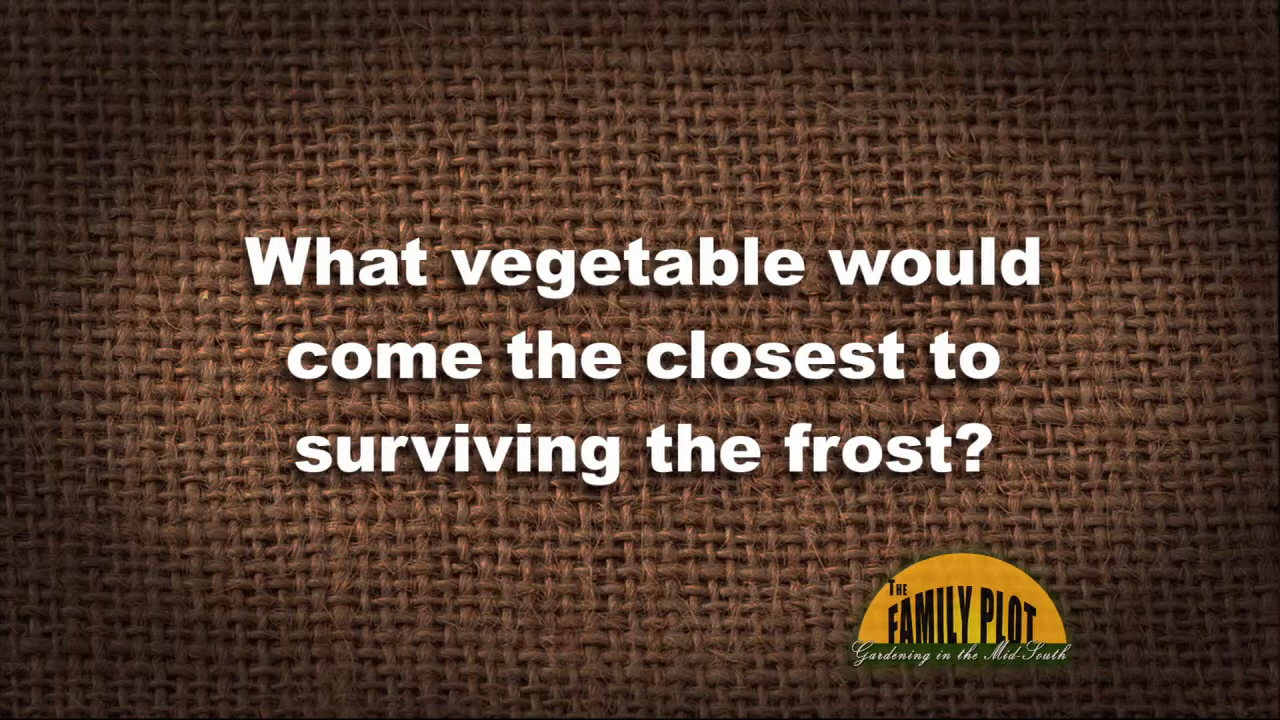 What vegetable would
come the closest to
surviving the frost?
THE
FAMILY PLOT
Gardening in the Mid-South